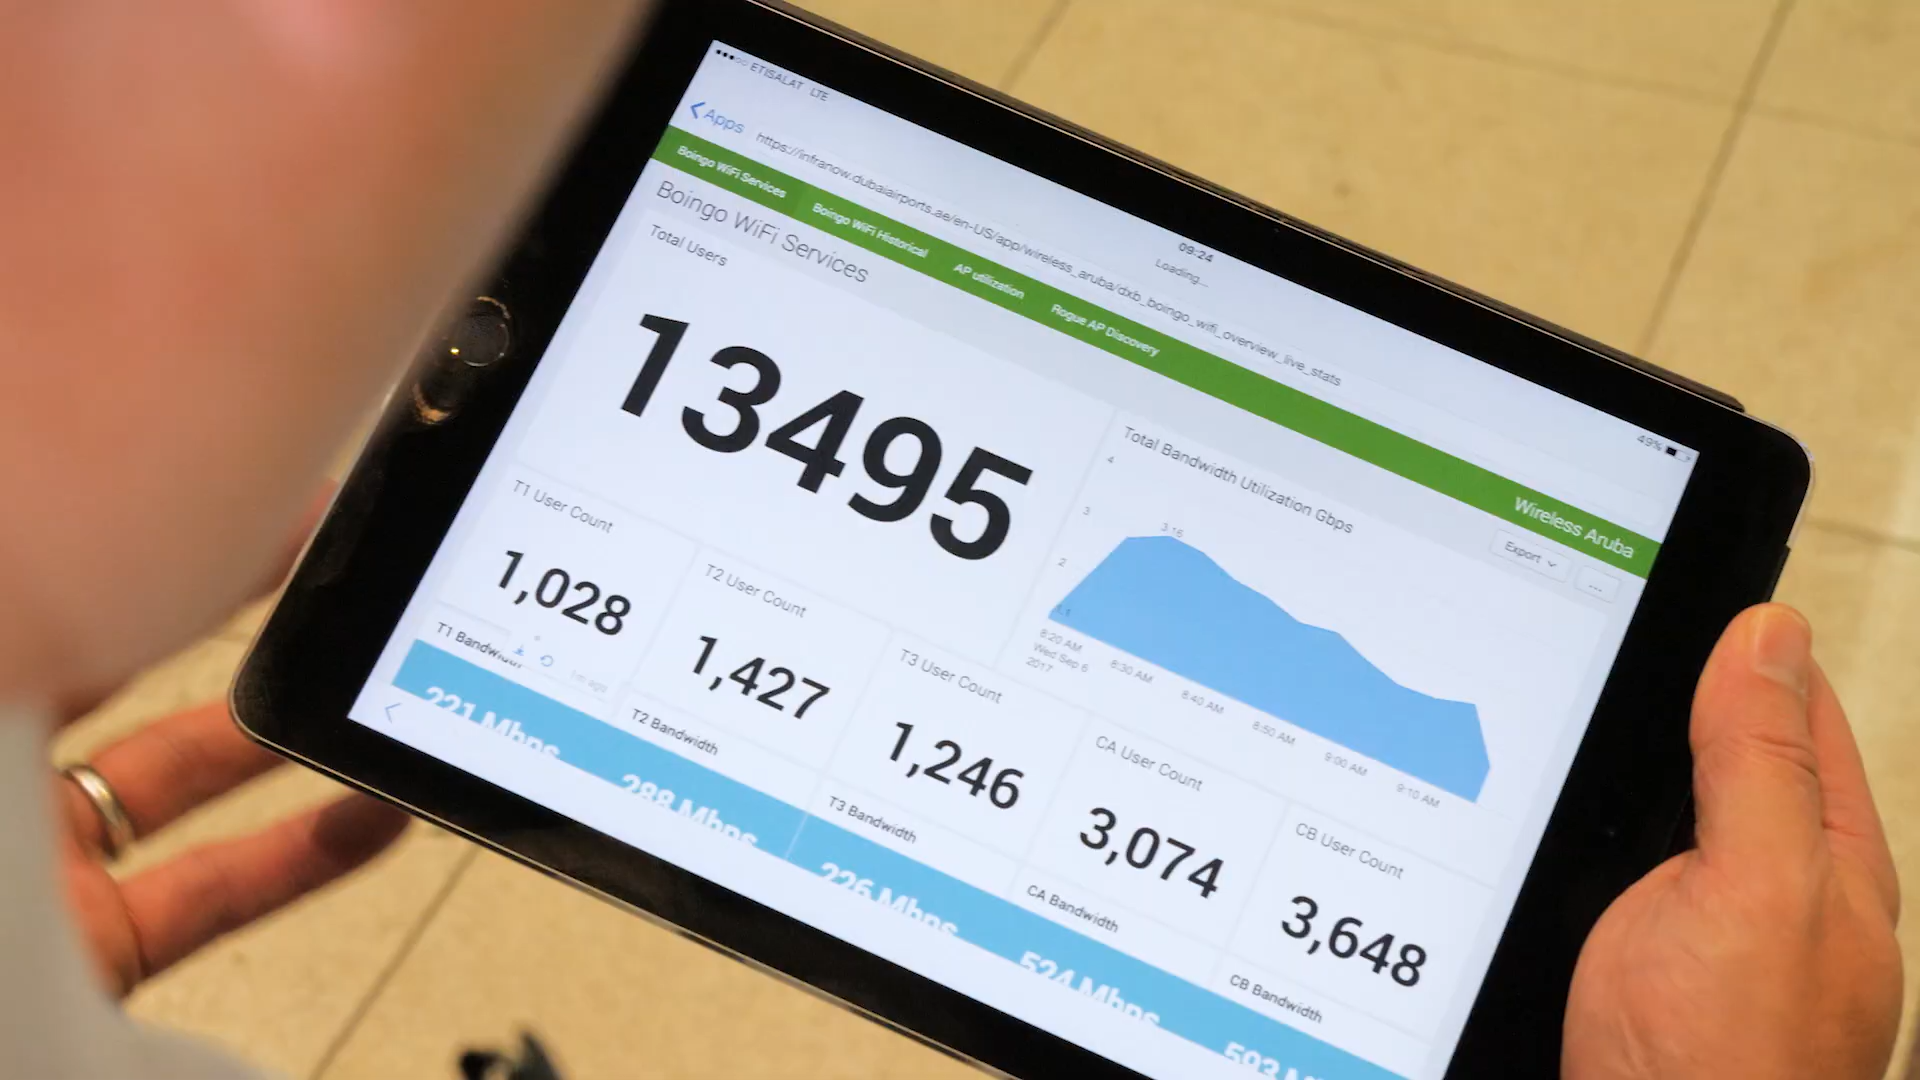 ETISALAT LTE
09:24
49%
Apps
Loading...
https://infranow.dubaiairports.ae/en-US/app/wireless_aruba/dxb_boingo_wifi_overview_live_stats
Boingo WiFi Services
Boingo WiFi Historical
AP utilization
Rogue AP Discovery
Wireless Aruba
Boingo WiFi Services
Export
...
Total Users
13495
Total Bandwidth Utilization Gbps
4
3
2
3.16
1.1
8:20 AM
Wed Sep 6
2017
8:30 AM
8:40 AM
8:50 AM
9:00 AM
9:10 AM
T1 User Count
1,028
T2 User Count
1,427
T3 User Count
1,246
CA User Count
3,074
CB User Count
3,648
T1 Bandwidth
1m ago
221 Mbps
T2 Bandwidth
288 Mbps
T3 Bandwidth
226 Mbps
CA Bandwidth
524 Mbps
CB Bandwidth
593 M